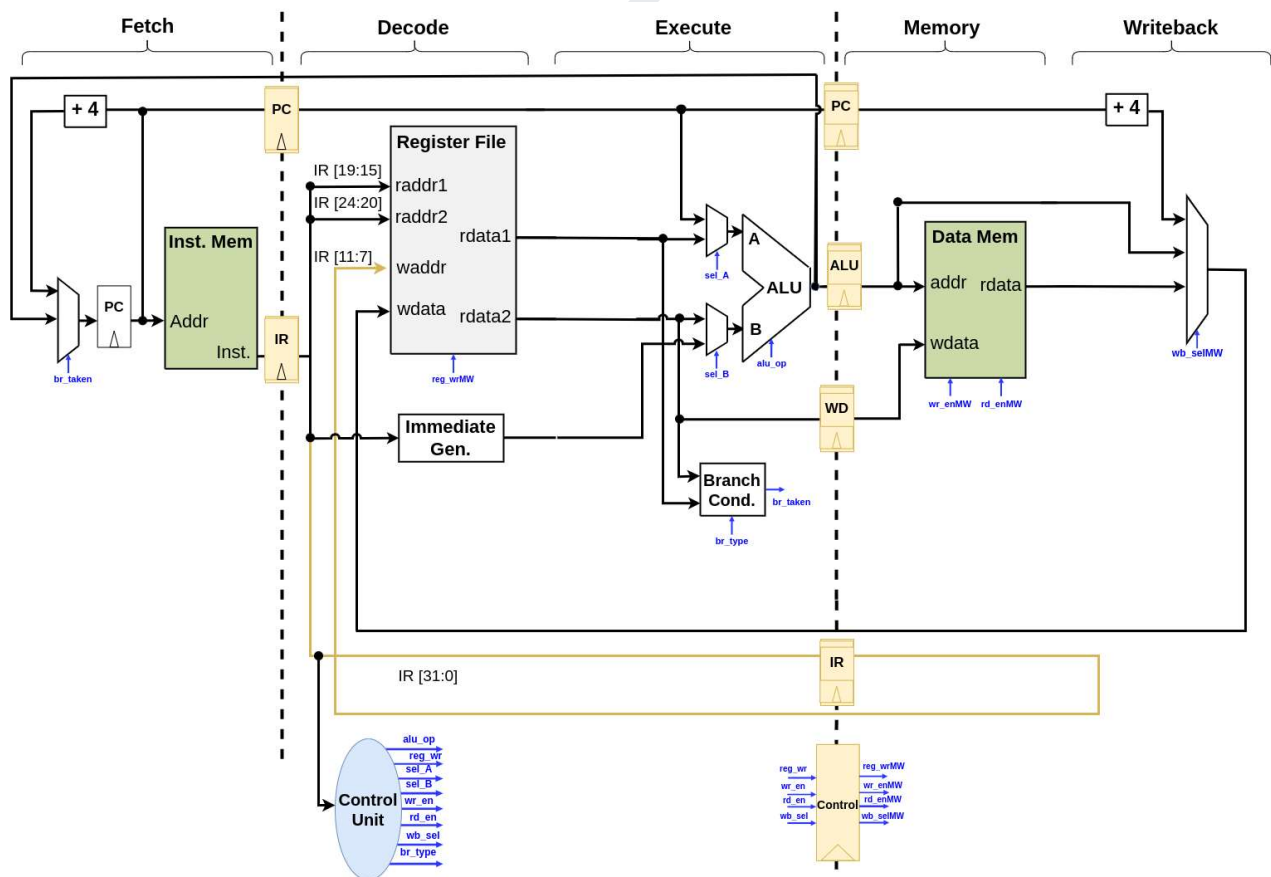 Fetch
Decode
Execute
Memory
Writeback
+ 4
PC
PC
+ 4
Register File
IR [19:15]
raddr1
IR [24:20]
raddr2
rdata1
IR [11:7]
waddr
wdata
rdata2
reg_wrMW
Inst. Mem
Addr
Inst.
PC
br_taken
IR
sel_A
A
ALU
B
sel_B
alu_op
ALU
Data Mem
addr
rdata
wdata
wr_enMW
rd_enMW
wb_selMW
WD
Immediate
Gen.
Branch
Cond.
br_taken
br_type
IR
IR [31:0]
alu_op
reg_wr
sel_A
sel_B
wr_en
rd_en
wb_sel
br_type
Control
Unit
reg_wr
wr_en
rd_en
wb_sel
Control
reg_wrMW
wr_enMW
rd_enMW
wb_selMW